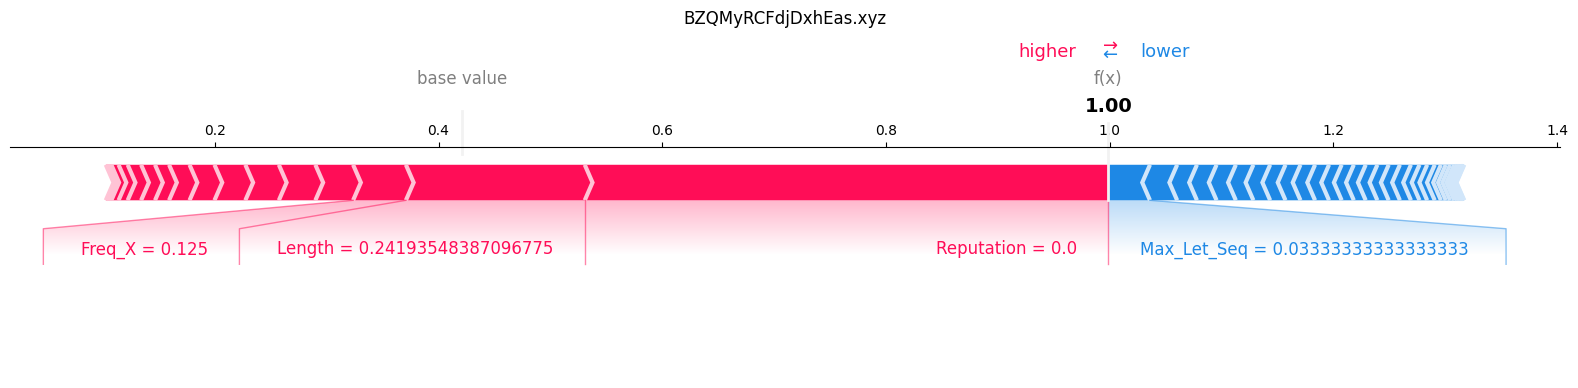 BZQMyRCFdjDxhEas.xyz
higher ⇄ lower
base value f(x)
1.00
0.2 0.4 0.6 0.8 1.0 1.2 1.4
Freq_X = 0.125 Length = 0.24193548387096775 Reputation = 0.0 Max_Let_Seq = 0.03333333333333333